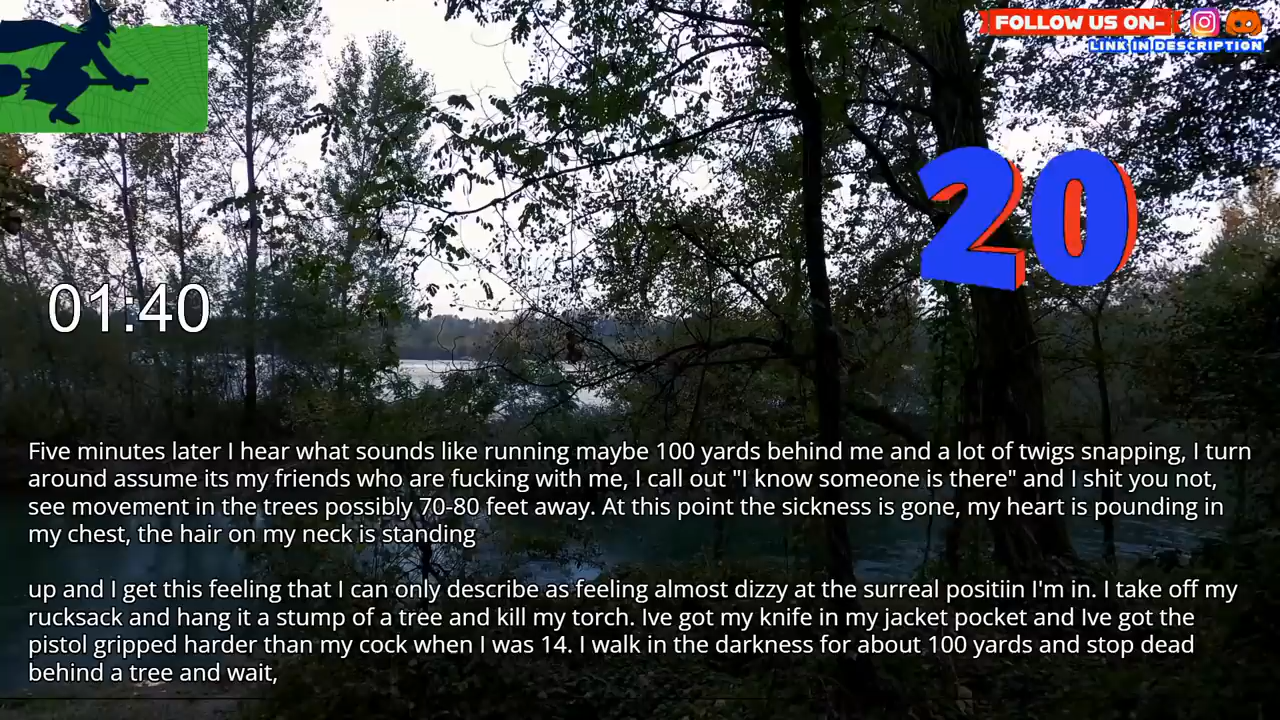 FOLLOW US ON-
LINK IN DESCRIPTION
20
01:40
Five minutes later I hear what sounds like running maybe 100 yards behind me and a lot of twigs snapping, I turn
around assume its my friends who are fucking with me, I call out "I know someone is there" and I shit you not,
see movement in the trees possibly 70-80 feet away. At this point the sickness is gone, my heart is pounding in
my chest, the hair on my neck is standing
up and I get this feeling that I can only describe as feeling almost dizzy at the surreal positiin I'm in. I take off my
rucksack and hang it a stump of a tree and kill my torch. Ive got my knife in my jacket pocket and Ive got the
pistol gripped harder than my cock when I was 14. I walk in the darkness for about 100 yards and stop dead
behind a tree and wait,